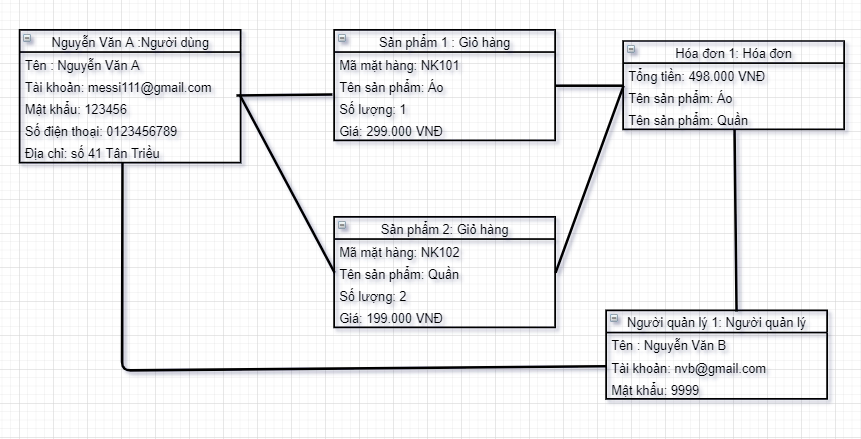 Nguyễn Văn A :Người dùng
Tên : Nguyễn Văn A
Tài khoản: messi111@gmail.com
Mật khẩu: 123456
Số điện thoại: 0123456789
Địa chỉ: số 41 Tân Triều
Sản phẩm 1 : Giỏ hàng
Mã mặt hàng: NK101
Tên sản phẩm: Áo
Số lượng: 1
Giá: 299.000 VNĐ
Sản phẩm 2: Giỏ hàng
Mã mặt hàng: NK102
Tên sản phẩm: Quần
Số lượng: 2
Giá: 199.000 VNĐ
Hóa đơn 1: Hóa đơn
Tổng tiền: 498.000 VNĐ
Tên sản phẩm: Áo
Tên sản phẩm: Quần
Người quản lý 1: Người quản lý
Tên : Nguyễn Văn B
Tài khoản: nvb@gmail.com
Mật khẩu: 9999